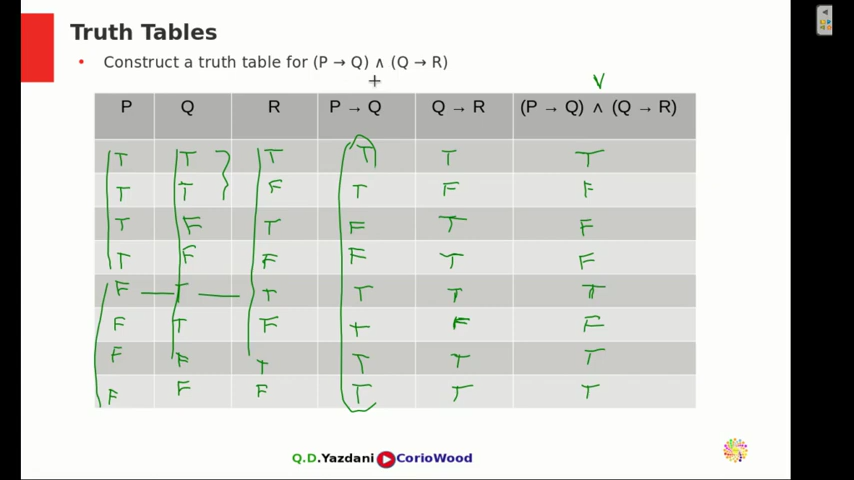 Truth Tables
• Construct a truth table for (P → Q) ∧ (Q → R)
+ V
P Q R P → Q Q → R (P → Q) ∧ (Q → R)
T T T T T T
T T F T F F
T F T F T F
T F F F T F
F T T T T T
F T F T F F
F F T T T T
F F F T T T
Q.D.Yazdani CorioWood